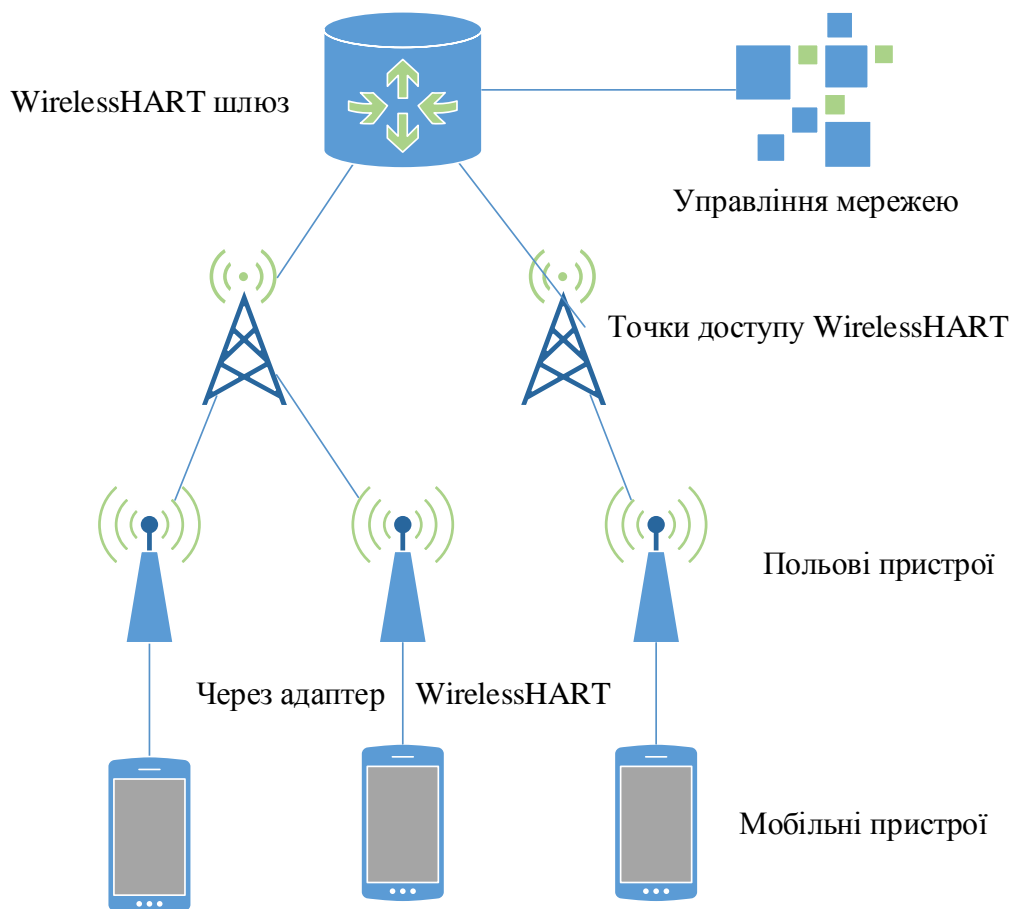 WirelessHART шлюз
Управління мережею
Точки доступу WirelessHART
Польові пристрої
Через адаптер WirelessHART
Мобільні пристрої